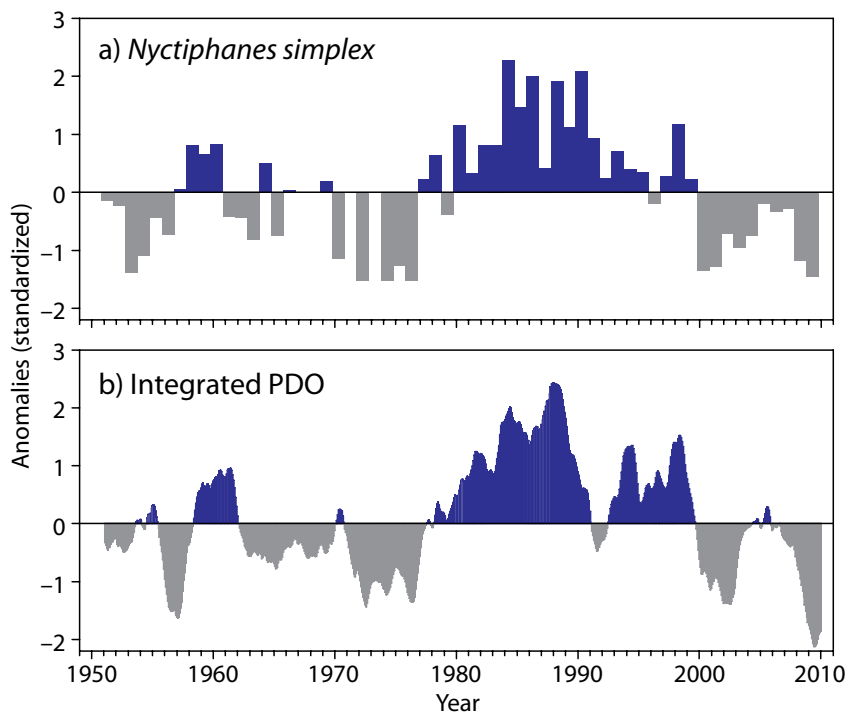 3
a) Nyctiphanes simplex
2
1
0
−1
−2
Anomalies (standardized)
3
b) Integrated PDO
2
1
0
−1
−2
1950 1960 1970 1980 1990 2000 2010
Year